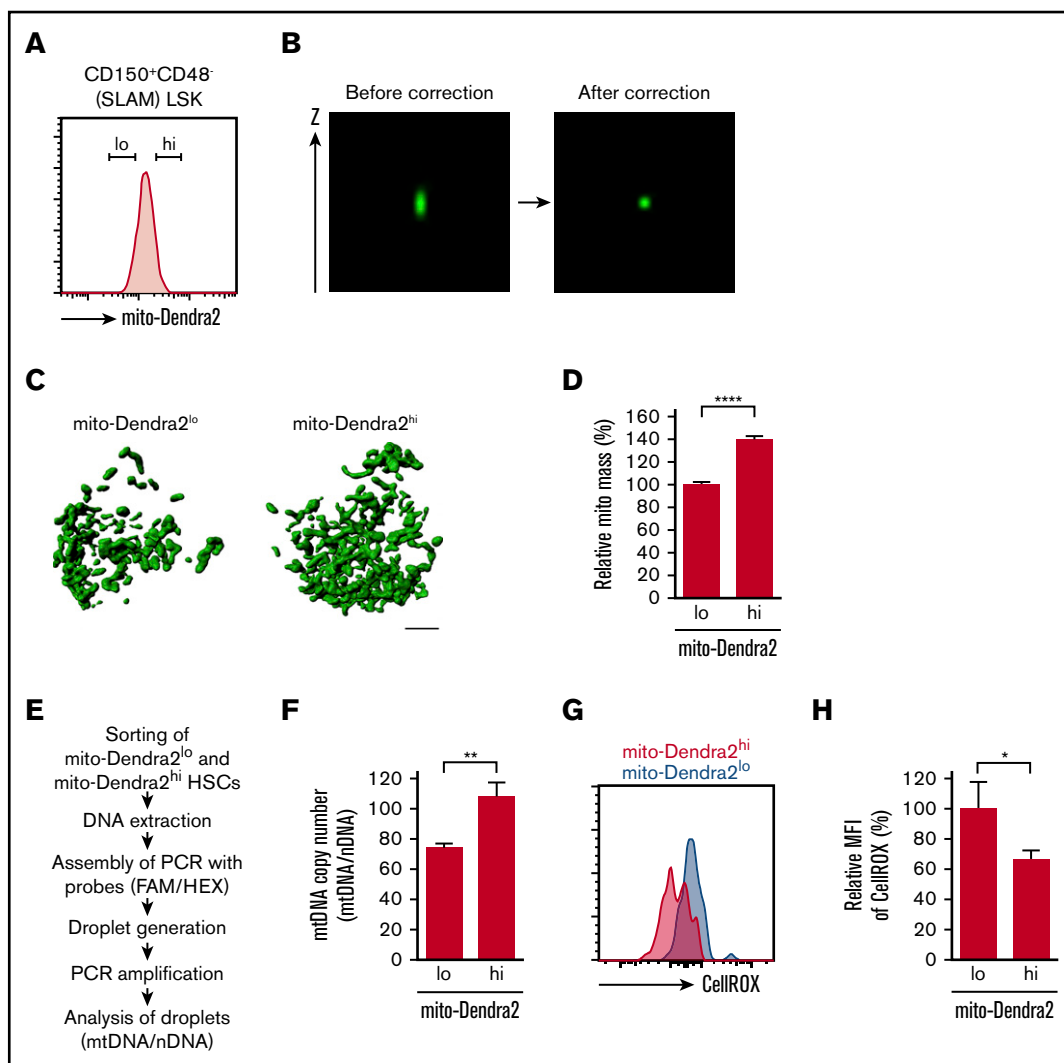 A
CD150⁺CD48⁻
(SLAM) LSK
lo
hi
mito-Dendra2
B
Before correction
After correction
Z
C
mito-Dendra2ˡᵒ
mito-Dendra2ʰⁱ
D
Relative mito mass (%)
160
140
120
100
80
60
40
20
0
****
lo
hi
mito-Dendra2
E
Sorting of
mito-Dendra2ˡᵒ and
mito-Dendra2ʰⁱ HSCs
DNA extraction
Assembly of PCR with
probes (FAM/HEX)
Droplet generation
PCR amplification
Analysis of droplets
(mtDNA/nDNA)
F
mtDNA copy number
(mtDNA/nDNA)
120
100
80
60
40
20
0
**
lo
hi
mito-Dendra2
G
mito-Dendra2ʰⁱ
mito-Dendra2ˡᵒ
CellROX
H
Relative MFI
of CellROX (%)
120
100
80
60
40
20
0
*
lo
hi
mito-Dendra2